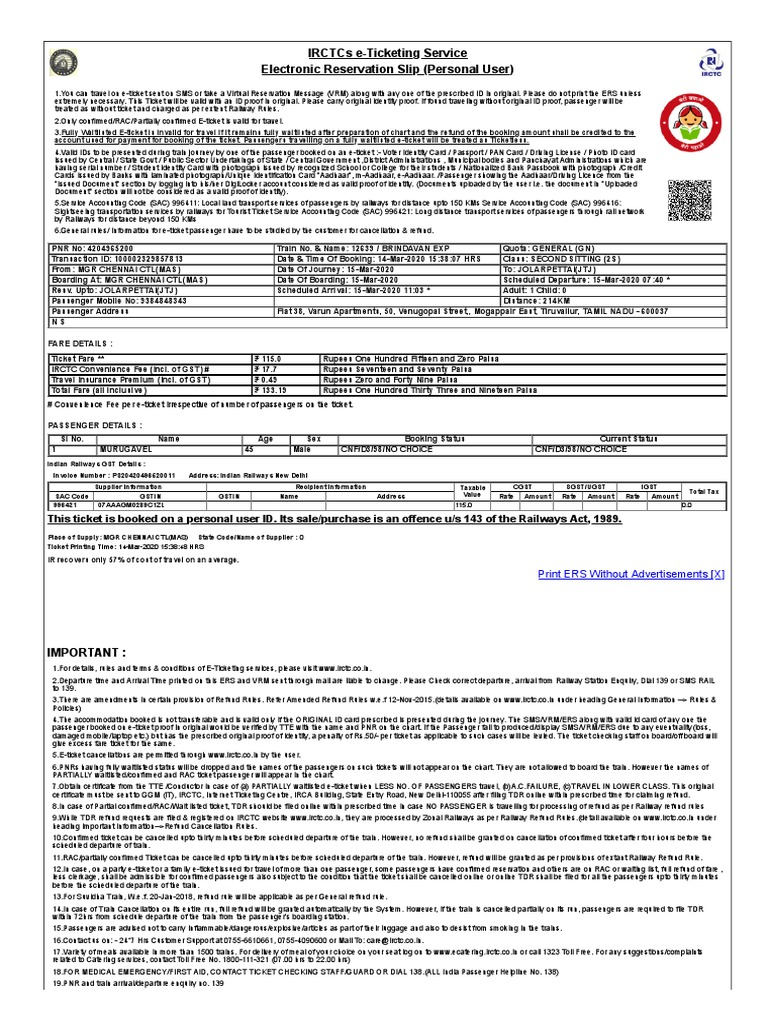 IRCTCs e-Ticketing Service
Electronic Reservation Slip (Personal User)
IRCTC
1.You can travel on e-ticket sent on SMS or take a Virtual Reservation Message (VRM) along with any one of the prescribed ID in original. Please do not print the ERS unless
extremely necessary. This Ticket will be valid with an ID proof in original. Please carry original identity proof. If found traveling without original ID proof, passenger will be
treated as without ticket and charged as per extent Railway Rules.
2.Only confirmed/RAC/Partially confirmed E-ticket is valid for travel.
3.Fully Waitlisted E-ticket is invalid for travel if it remains fully waitlisted after preparation of chart and the refund of the booking amount shall be credited to the
account used for payment for booking of the ticket. Passengers travelling on a fully waitlisted e-ticket will be treated as Ticketless.
4.Valid IDs to be presented during train journey by one of the passenger booked on an e-ticket :- Voter Identity Card / Passport / PAN Card / Driving License / Photo ID card
issued by Central / State Govt / Public Sector Undertakings of State / Central Government ,District Administrations , Municipal bodies and Panchayat Administrations which are
having serial number / Student Identity Card with photograph issued by recognized School or College for their students / Nationalized Bank Passbook with photograph /Credit
Cards issued by Banks with laminated photograph/Unique Identification Card "Aadhaar", m-Aadhaar, e-Aadhaar. /Passenger showing the Aadhaar/Driving Licence from the
"Issued Document" section by logging into his/her DigiLocker account considered as valid proof of identity. (Documents uploaded by the user i.e. the document in "Uploaded
Document" section will not be considered as a valid proof of identity).
5.Service Accounting Code (SAC) 996411: Local land transport services of passengers by railways for distance upto 150 KMs Service Accounting Code (SAC) 996416:
Sightseeing transportation services by railways for Tourist Ticket Service Accounting Code (SAC) 996421: Long distance transport services of passengers through rail network
by Railways for distance beyond 150 KMs
6.General rules/ Information for e-ticket passenger have to be studied by the customer for cancellation & refund.
PNR No: 4204965200 Train No. & Name: 12639 / BRINDAVAN EXP Quota: GENERAL (GN)
Transaction ID: 100002329857813 Date & Time Of Booking: 14-Mar-2020 15:38:07 HRS Class: SECOND SITTING (2S)
From: MGR CHENNAI CTL(MAS) Date Of Journey: 15-Mar-2020 To: JOLARPETTAI(JTJ)
Boarding At: MGR CHENNAI CTL(MAS) Date Of Boarding: 15-Mar-2020 Scheduled Departure: 15-Mar-2020 07:40 *
Resv. Upto: JOLARPETTAI(JTJ) Scheduled Arrival: 15-Mar-2020 11:03 * Adult: 1 Child: 0
Passenger Mobile No: 9384848343 Distance: 214KM
Passenger Address Flat 38, Varun Apartments, 50, Venugopal Street,, Mogappair East, Tiruvallur, TAMIL NADU - 600037
N S
FARE DETAILS :
Ticket Fare ** ₹ 115.0 Rupees One Hundred Fifteen and Zero Paisa
IRCTC Convenience Fee (Incl. of GST) # ₹ 17.7 Rupees Seventeen and Seventy Paisa
Travel Insurance Premium (Incl. of GST) ₹ 0.49 Rupees Zero and Forty Nine Paisa
Total Fare (all inclusive) ₹ 133.19 Rupees One Hundred Thirty Three and Nineteen Paisa
# Convenience Fee per e-ticket irrespective of number of passengers on the ticket.
PASSENGER DETAILS :
Sl No. Name Age Sex Booking Status Current Status
1 MURUGAVEL 45 Male CNF/D3/98/NO CHOICE CNF/D3/98/NO CHOICE
Indian Railways GST Details :
Invoice Number : PS20420496520011 Address: Indian Railways New Delhi
Supplier Information Recipient Information Taxable Value CGST SGST/UGST IGST Total Tax
SAC Code GSTIN GSTIN Name Address Rate Amount Rate Amount Rate Amount
996421 07AAAGM0289C1ZL 115.0 0.0
This ticket is booked on a personal user ID. Its sale/purchase is an offence u/s 143 of the Railways Act, 1989.
Place of Supply: MGR CHENNAI CTL(MAS) State Code/Name of Supplier : O
Ticket Printing Time: 14-Mar-2020 15:38:48 HRS
IR recovers only 57% of cost of travel on an average.
Print ERS Without Advertisements [X]
IMPORTANT :
1.For details, rules and terms & conditions of E-Ticketing services, please visit www.irctc.co.in.
2.Departure time and Arrival Time printed on this ERS and VRM sent through mail are liable to change. Please Check correct departure, arrival from Railway Station Enquiry, Dial 139 or SMS RAIL
to 139.
3.There are amendments in certain provision of Refund Rules. Refer Amended Refund Rules w.e.f 12-Nov-2015.(details available on www.irctc.co.in under heading General Information --> Rules &
Policies)
4.The accommodation booked is not transferable and is valid only if the ORIGINAL ID card prescribed is presented during the journey. The SMS/VRM/ERS along with valid id card of any one the
passenger booked on e-ticket proof in original would be verified by TTE with the name and PNR on the chart. If the Passenger fail to produced/display SMS/VRM/ERS due to any eventuality(loss,
damaged mobile/laptop etc.) but has the prescribed original proof of identity, a penalty of Rs.50/- per ticket as applicable to such cases will be levied. The ticket checking staff on board/off board will
give excess fare ticket for the same.
5.E-ticket cancellations are permitted through www.irctc.co.in by the user.
6.PNRs having fully waitlisted status will be dropped and the names of the passengers on such tickets will not appear on the chart. They are not allowed to board the train. However the names of
PARTIALLY waitlisted/confirmed and RAC ticket passenger will appear in the chart.
7.Obtain certificate from the TTE /Conductor in case of (a) PARTIALLY waitlisted e-ticket when LESS NO. OF PASSENGERS travel, (b)A.C.FAILURE, (c)TRAVEL IN LOWER CLASS. This original
certificate must be sent to GGM (IT), IRCTC, Internet Ticketing Centre, IRCA Building, State Entry Road, New Delhi-110055 after filing TDR online within prescribed time for claiming refund.
8.In case of Partial confirmed/RAC/Wait listed ticket, TDR should be filed online within prescribed time in case NO PASSENGER is travelling for processing of refund as per Railway refund rules
9.While TDR refund requests are filed & registered on IRCTC website www.irctc.co.in, they are processed by Zonal Railways as per Railway Refund Rules.(detail available on www.irctc.co.in under
heading Important Information--> Refund Cancellation Rules.
10.Confirmed ticket can be cancelled upto thirty minutes before scheduled departure of the train. However, no refund shall be granted on cancellation of confirmed ticket after four hours before the
scheduled departure of train.
11.RAC/partially confirmed Ticket can be cancelled upto thirty minutes before scheduled departure of the train. However, refund will be granted as per provisions of extant Railway Refund Rule.
12.In case, on a party e-ticket or a family e-ticket issued for travel of more than one passenger, some passengers have confirmed reservation and others are on RAC or waiting list, full refund of fare ,
less clerkage, shall be admissible for confirmed passengers also subject to the condition that the ticket shall be cancelled online or online TDR shall be filed for all the passengers upto thirty minutes
before the scheduled departure of the train.
13.For Suvidha Train, W.e.f. 20-Jan-2018, refund rule will be applicable as per General refund rule.
14.In case of Train Cancellation on its entire run, full refund will be granted automatically by the System. However, if the train is cancelled partially on its run, passengers are required to file TDR
within 72hrs from schedule departure of the train from the passenger's boarding station.
15.Passengers are advised not to carry inflammable/dangerous/explosive/articles as part of their luggage and also to desist from smoking in the trains.
16.Contact us on: - 24*7 Hrs Customer Support at 0755-6610661, 0755-4090600 or Mail To: care@irctc.co.in.
17.Variety of meals available in more than 1500 trains. For delivery of meal of your choice on your seat log on to www.ecatering.irctc.co.in or call 1323 Toll Free. For any suggestions/complaints
related to Catering services, contact Toll Free No. 1800-111-321 (07.00 hrs to 22.00 hrs)
18.FOR MEDICAL EMERGENCY/FIRST AID, CONTACT TICKET CHECKING STAFF/GUARD OR DIAL 138.(ALL India Passenger Helpline No. 138)
19.PNR and train arrival/departure enquiry no. 139